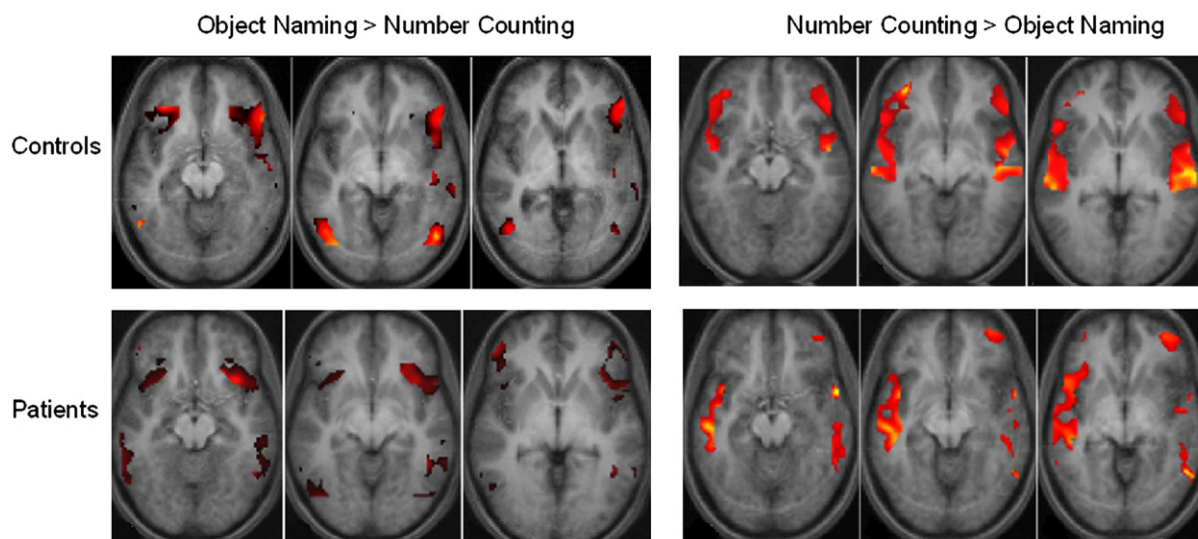 Object Naming > Number Counting
Number Counting > Object Naming
Controls
Patients